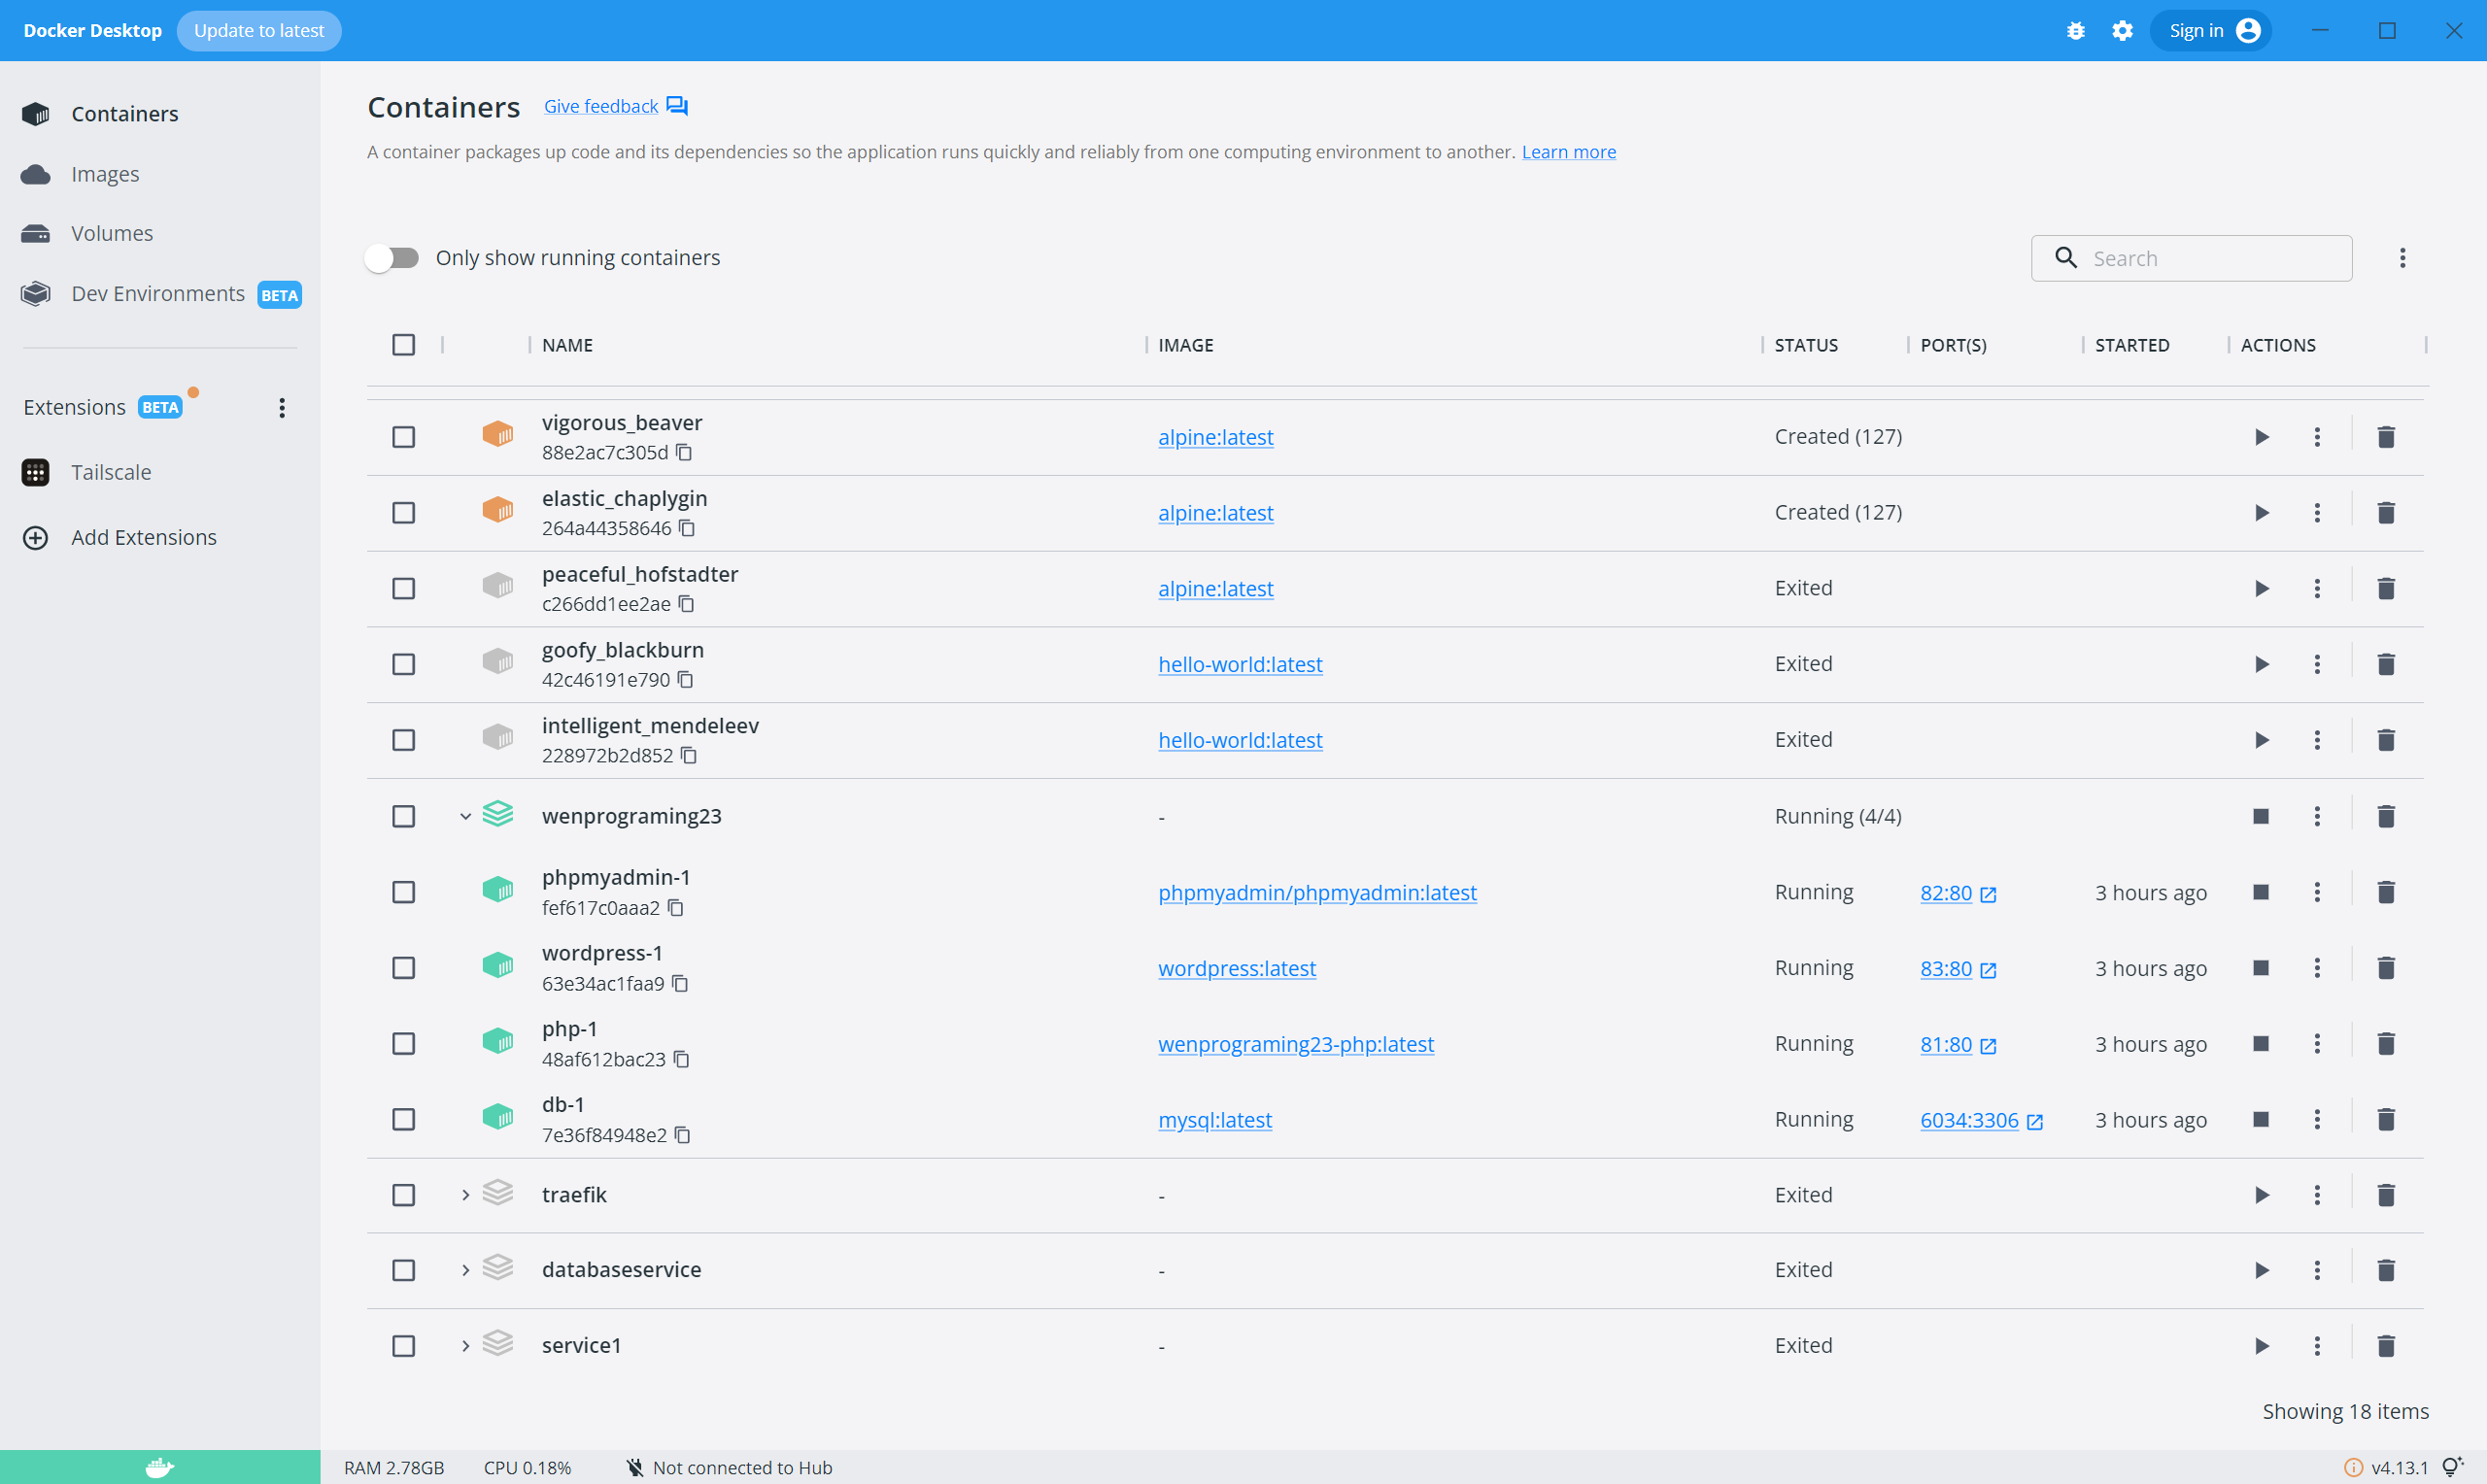 Docker Desktop Update to latest Sign in
Containers
Images
Volumes
Dev Environments BETA
Extensions BETA
Tailscale
Add Extensions
Containers Give feedback
A container packages up code and its dependencies so the application runs quickly and reliably from one computing environment to another. Learn more
Only show running containers Search
NAME IMAGE STATUS PORT(S) STARTED ACTIONS
vigorous_beaver
88e2ac7c305d alpine:latest Created (127)
elastic_chaplygin
264a44358646 alpine:latest Created (127)
peaceful_hofstadter
c266dd1ee2ae alpine:latest Exited
goofy_blackburn
42c46191e790 hello-world:latest Exited
intelligent_mendeleev
228972b2d852 hello-world:latest Exited
wenprograming23 - Running (4/4)
phpmyadmin-1
fef617c0aaa2 phpmyadmin/phpmyadmin:latest Running 82:80 3 hours ago
wordpress-1
63e34ac1faa9 wordpress:latest Running 83:80 3 hours ago
php-1
48af612bac23 wenprograming23-php:latest Running 81:80 3 hours ago
db-1
7e36f84948e2 mysql:latest Running 6034:3306 3 hours ago
traefik - Exited
databaseservice - Exited
service1 - Exited
Showing 18 items
RAM 2.78GB CPU 0.18% Not connected to Hub v4.13.1